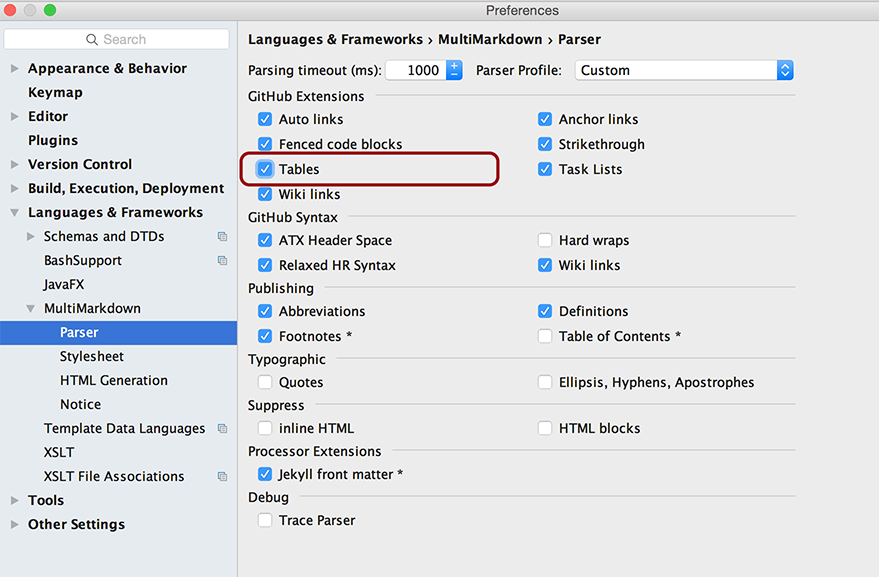 Preferences
Search
Appearance & Behavior
Keymap
Editor
Plugins
Version Control
Build, Execution, Deployment
Languages & Frameworks
Schemas and DTDs
BashSupport
JavaFX
MultiMarkdown
Parser
Stylesheet
HTML Generation
Notice
Template Data Languages
XSLT
XSLT File Associations
Tools
Other Settings
Languages & Frameworks › MultiMarkdown › Parser
Parsing timeout (ms): 1000 Parser Profile: Custom
GitHub Extensions
Auto links Anchor links
Fenced code blocks Strikethrough
Tables Task Lists
Wiki links
GitHub Syntax
ATX Header Space Hard wraps
Relaxed HR Syntax Wiki links
Publishing
Abbreviations Definitions
Footnotes * Table of Contents *
Typographic
Quotes Ellipsis, Hyphens, Apostrophes
Suppress
inline HTML HTML blocks
Processor Extensions
Jekyll front matter *
Debug
Trace Parser